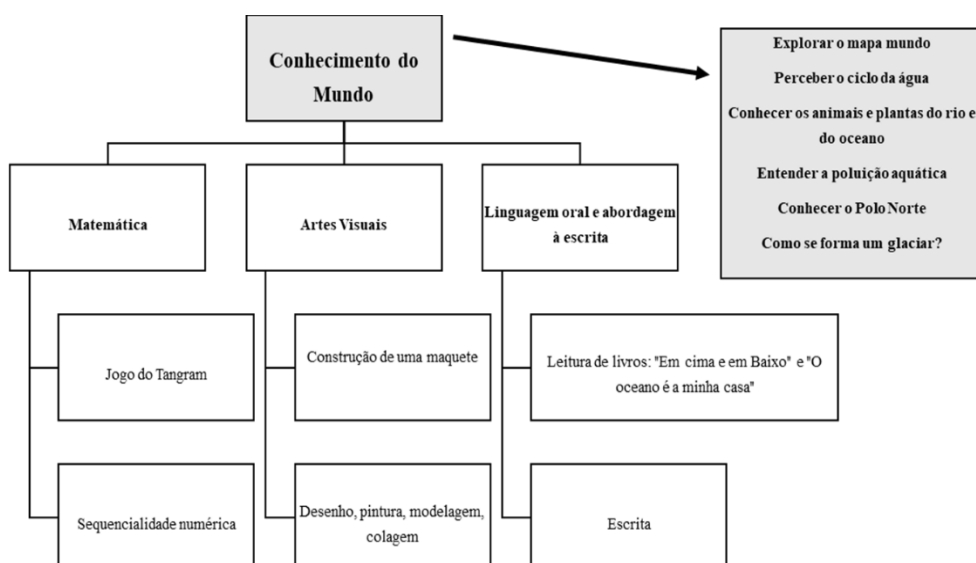 Conhecimento do
Mundo
Explorar o mapa mundo
Perceber o ciclo da água
Conhecer os animais e plantas do rio e
do oceano
Entender a poluição aquática
Conhecer o Polo Norte
Como se forma um glaciar?
Matemática
Artes Visuais
Linguagem oral e abordagem
à escrita
Jogo do Tangram
Construção de uma maquete
Leitura de livros: "Em cima e em Baixo" e "O
oceano é a minha casa"
Sequencialidade numérica
Desenho, pintura, modelagem,
colagem
Escrita